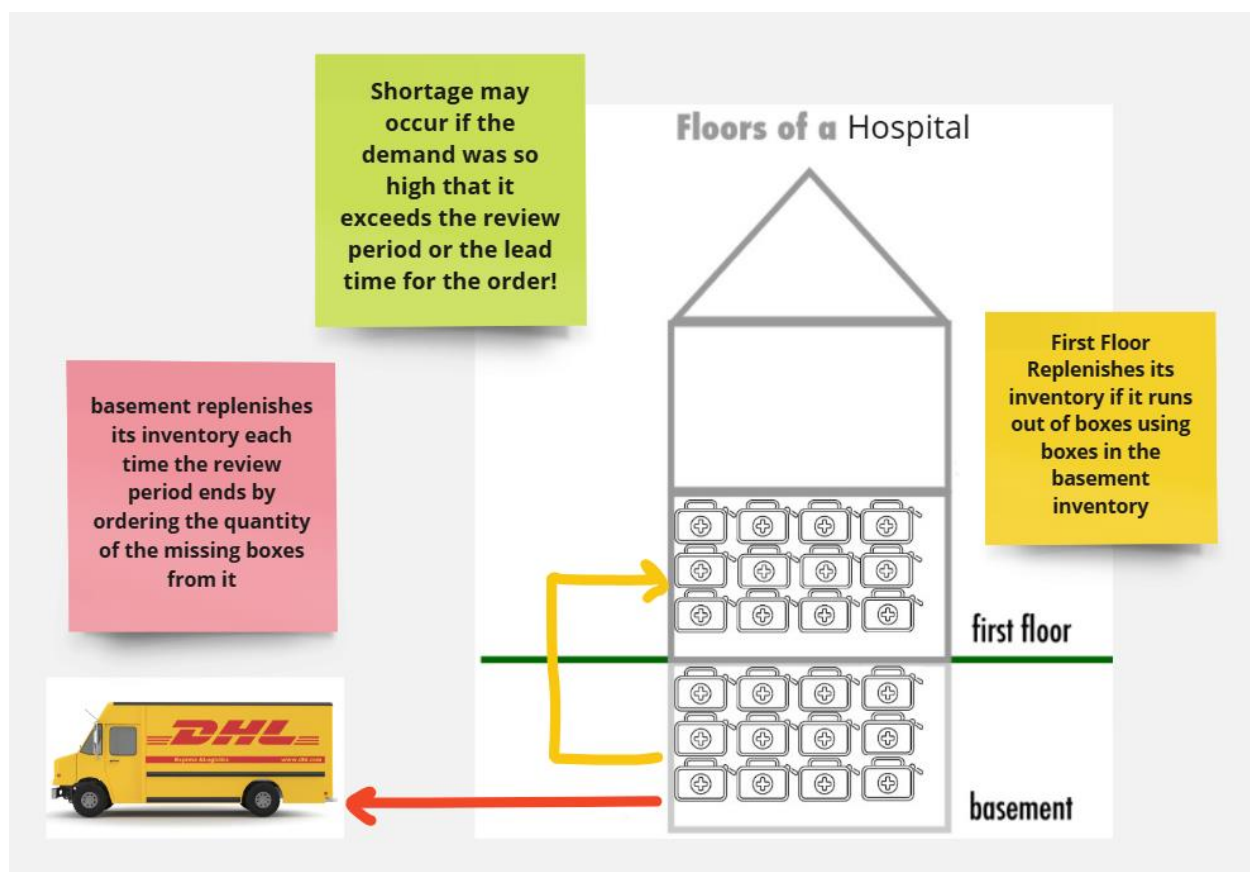 Shortage may
occur if the
demand was so
high that it
exceeds the review
period or the lead
time for the order!
Floors of a Hospital
First Floor
Replenishes its
inventory if it runs
out of boxes using
boxes in the
basement
inventory
basement replenishes
its inventory each
time the review
period ends by
ordering the quantity
of the missing boxes
from it
first floor
DHL
www.dhl.com
basement